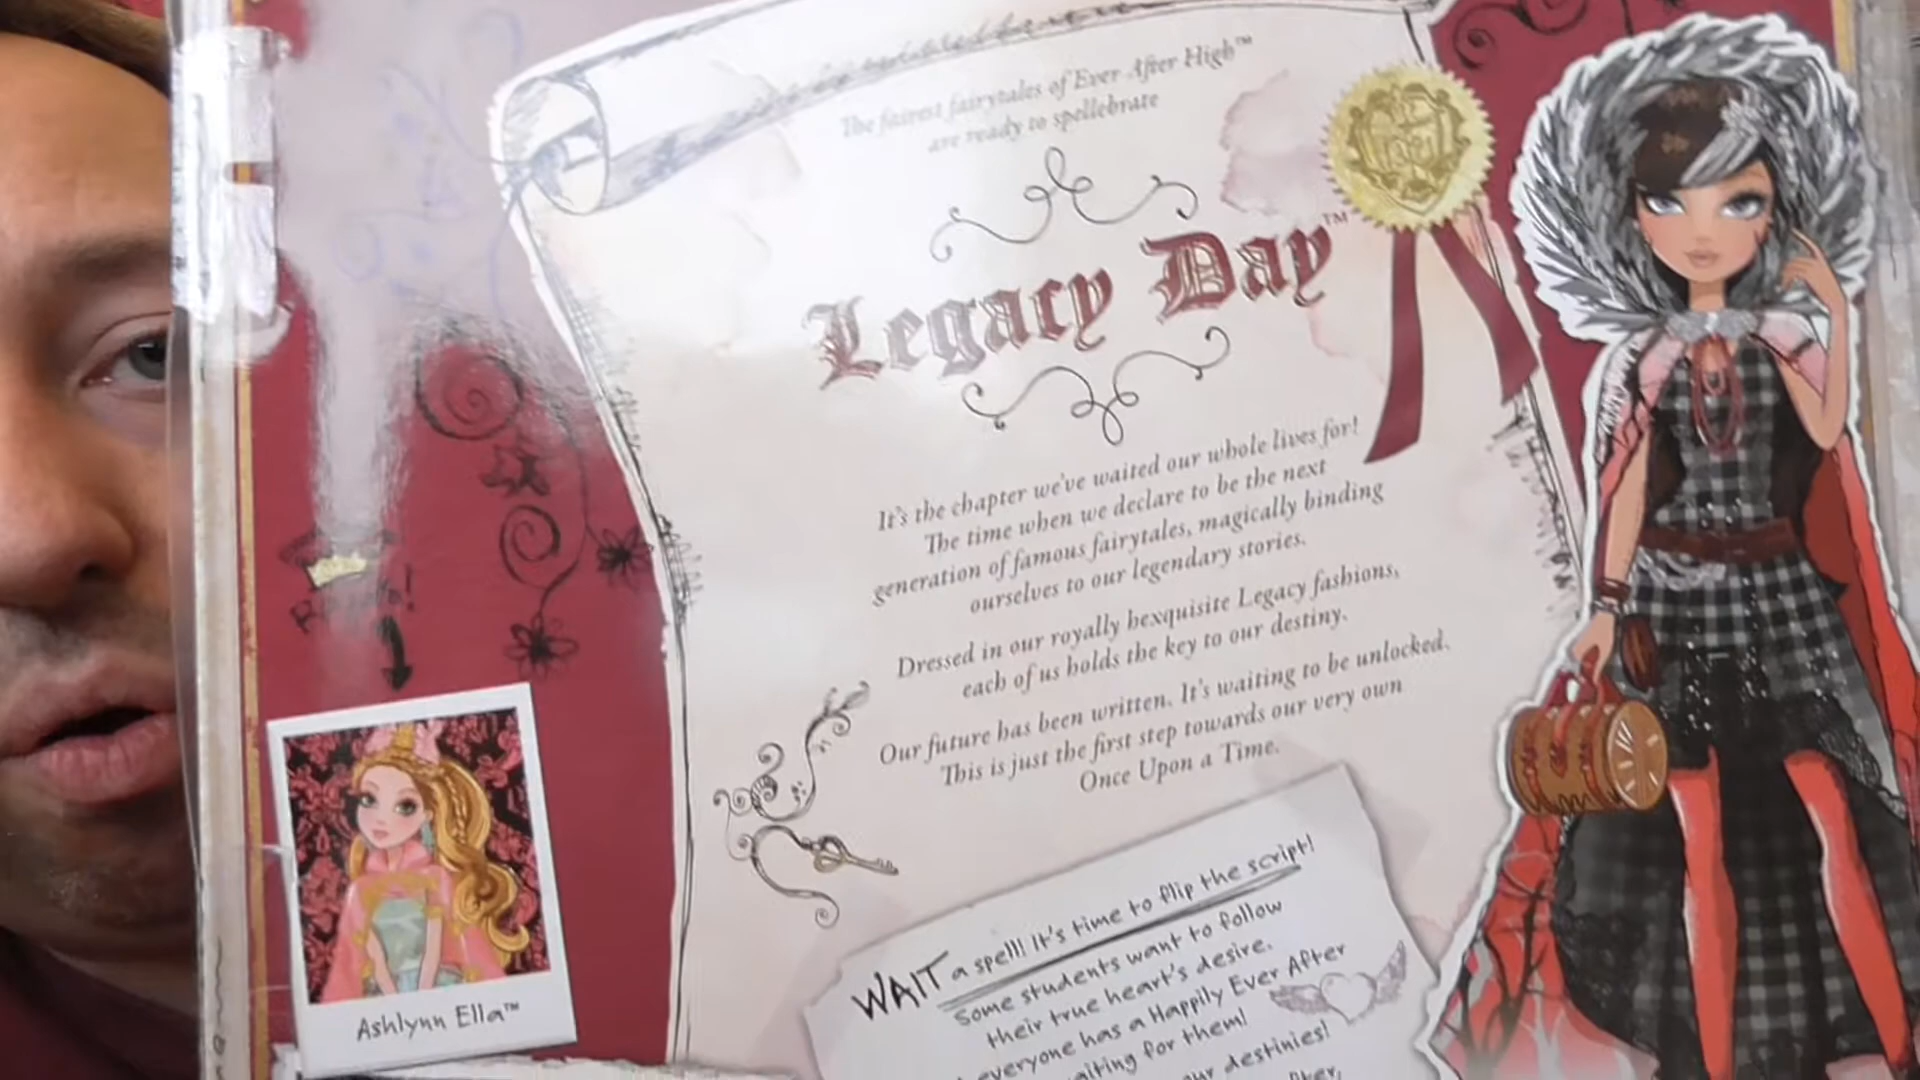 The fairest fairytales of Ever After High™
are ready to spellebrate
Legacy Day™
It's the chapter we've waited our whole lives for!
The time when we declare to be the next
generation of famous fairytales, magically binding
ourselves to our legendary stories.
Dressed in our royally hexquisite Legacy fashions,
each of us holds the key to our destiny.
Our future has been written. It's waiting to be unlocked.
This is just the first step towards our very own
Once Upon a Time.
WAIT a spell! It's time to flip the script!
Some students want to follow
their true heart's desire.
everyone has a Happily Ever After
for them!
destinies!
Ashlynn Ella™